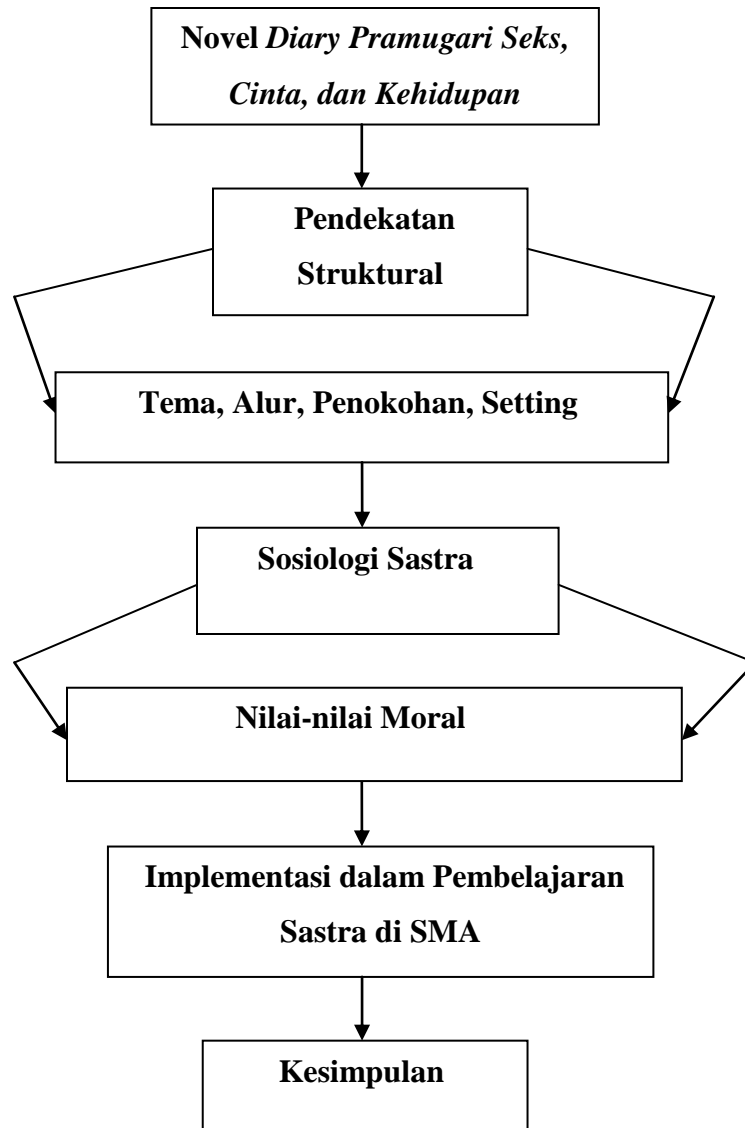 Novel Diary Pramugari Seks,
Cinta, dan Kehidupan
Pendekatan
Struktural
Tema, Alur, Penokohan, Setting
Sosiologi Sastra
Nilai-nilai Moral
Implementasi dalam Pembelajaran
Sastra di SMA
Kesimpulan